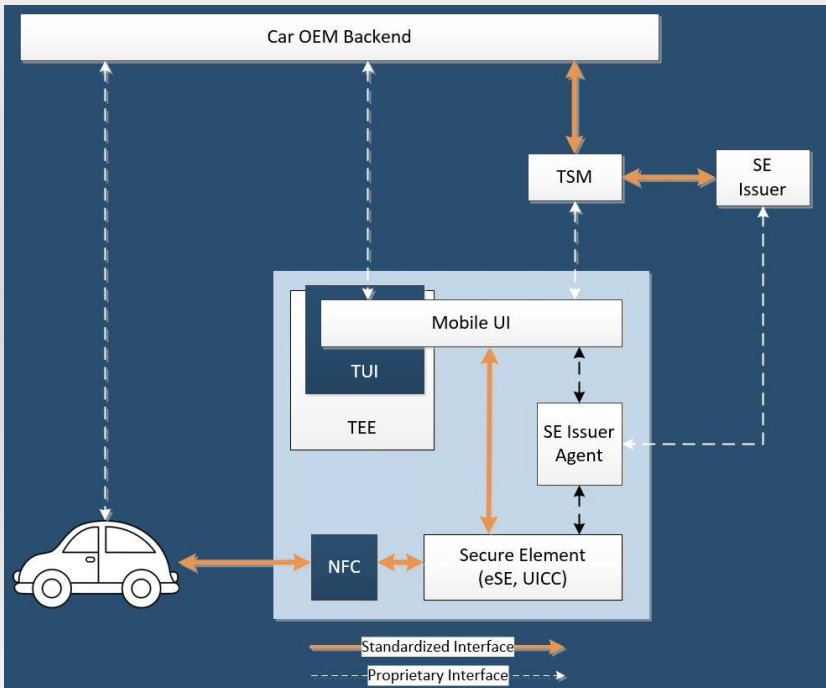 Car OEM Backend
TSM
SE
Issuer
Mobile UI
TUI
TEE
SE Issuer
Agent
NFC
Secure Element
(eSE, UICC)
Standardized Interface
Proprietary Interface